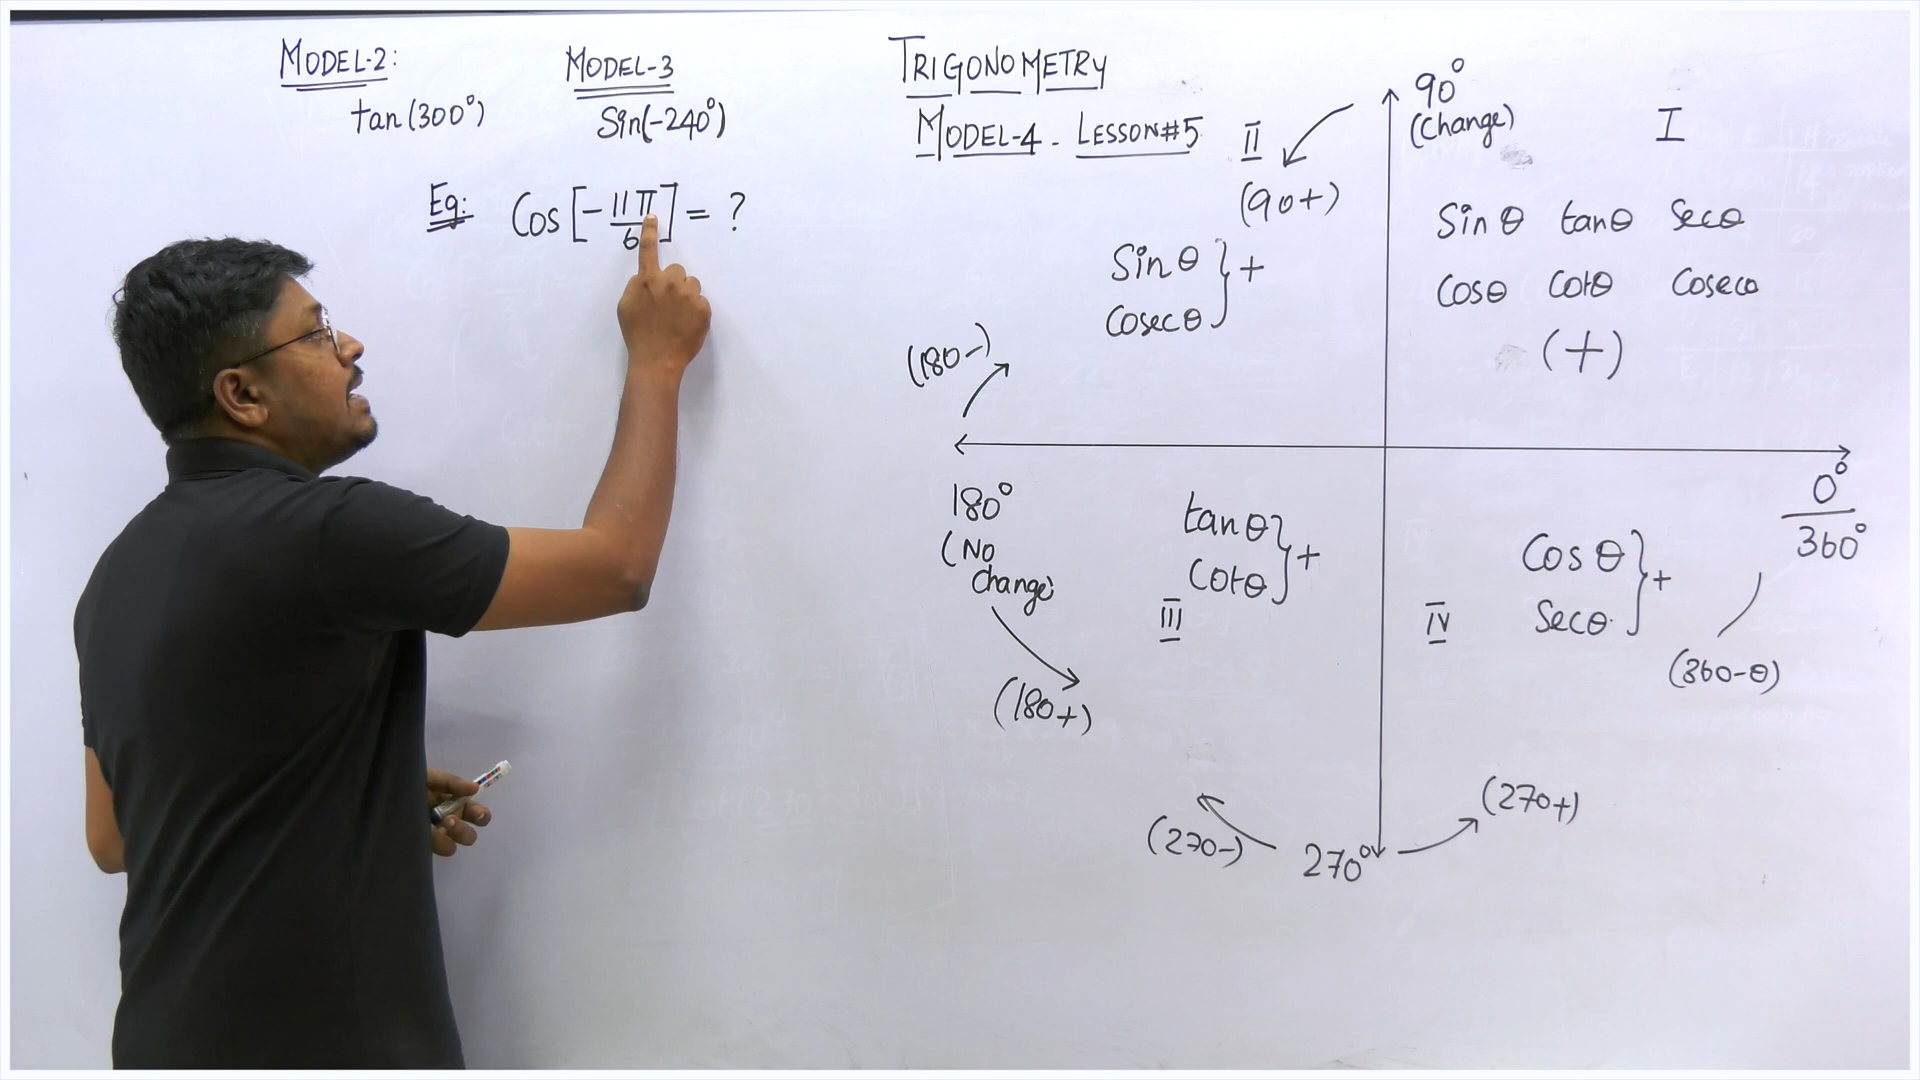 MODEL-2:
tan(300°)
MODEL-3
Sin(-240°)
TRIGONOMETRY
MODEL-4 - LESSON#5
Eg: Cos[-11π/6] = ?
90°
(Change)
I
II
(90+)
Sinθ tanθ Secθ
Cosθ Cotθ Cosecθ
(+)
Sinθ
Cosecθ } +
(180-)
180°
(No
Change)
(180+)
tanθ
Cotθ } +
III
0°
360°
Cosθ
Secθ } +
IV
(360-θ)
(270-)
270°
(270+)